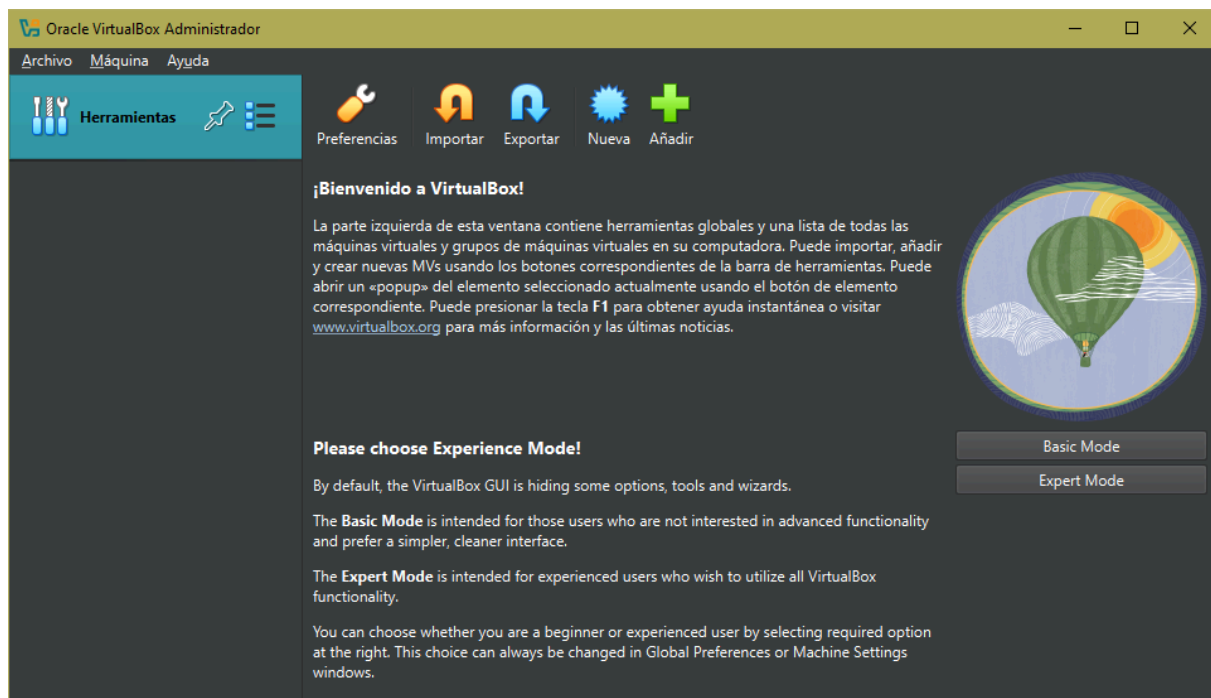 Oracle VirtualBox Administrador
Archivo Máquina Ayuda
Herramientas
Preferencias Importar Exportar Nueva Añadir
¡Bienvenido a VirtualBox!
La parte izquierda de esta ventana contiene herramientas globales y una lista de todas las
máquinas virtuales y grupos de máquinas virtuales en su computadora. Puede importar, añadir
y crear nuevas MVs usando los botones correspondientes de la barra de herramientas. Puede
abrir un «popup» del elemento seleccionado actualmente usando el botón de elemento
correspondiente. Puede presionar la tecla F1 para obtener ayuda instantánea o visitar
www.virtualbox.org para más información y las últimas noticias.
Please choose Experience Mode!
By default, the VirtualBox GUI is hiding some options, tools and wizards.
The Basic Mode is intended for those users who are not interested in advanced functionality
and prefer a simpler, cleaner interface.
The Expert Mode is intended for experienced users who wish to utilize all VirtualBox
functionality.
You can choose whether you are a beginner or experienced user by selecting required option
at the right. This choice can always be changed in Global Preferences or Machine Settings
windows.
Basic Mode
Expert Mode